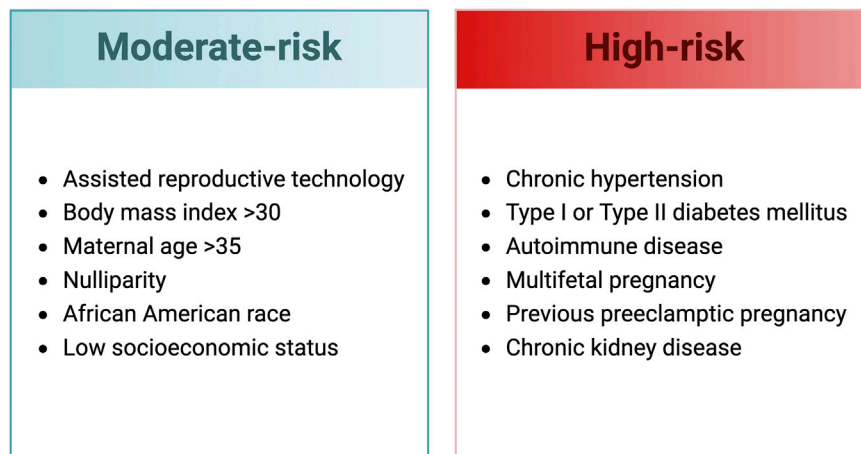 Moderate-risk
• Assisted reproductive technology
• Body mass index >30
• Maternal age >35
• Nulliparity
• African American race
• Low socioeconomic status
High-risk
• Chronic hypertension
• Type I or Type II diabetes mellitus
• Autoimmune disease
• Multifetal pregnancy
• Previous preeclamptic pregnancy
• Chronic kidney disease